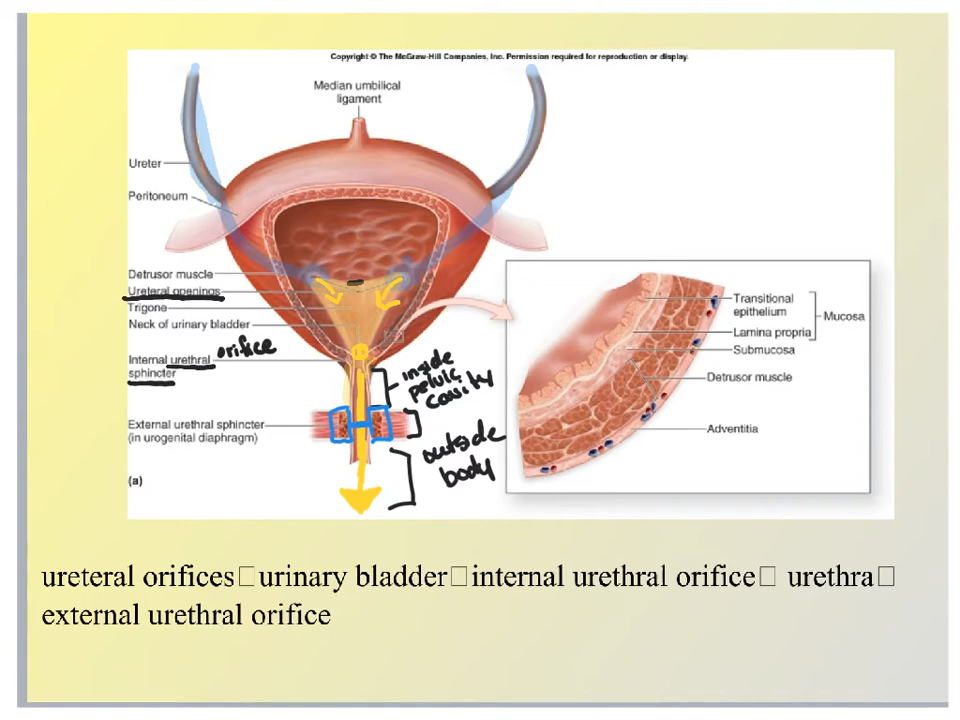 Copyright © The McGraw-Hill Companies, Inc. Permission required for reproduction or display.
Median umbilical
ligament
Ureter
Peritoneum
Detrusor muscle
Ureteral openings
Trigone
Neck of urinary bladder
Internal urethral orifice
sphincter
inside
pelvic
cavity
External urethral sphincter
(in urogenital diaphragm)
outside
body
(a)
Transitional
epithelium
Mucosa
Lamina propria
Submucosa
Detrusor muscle
Adventitia
ureteral orifices□urinary bladder□internal urethral orifice□ urethra□
external urethral orifice